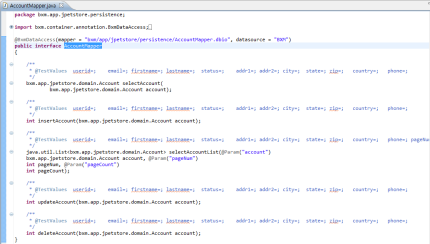 AccountMapper.java
package bxm.app.jpetstore.persistence;
import bxm.container.annotation.BxmDataAccess;
@BxmDataAccess(mapper = "bxm/app/jpetstore/persistence/AccountMapper.dbio", datasource = "BXM")
public interface AccountMapper
{
/**
* @TestValues userid=; email=; firstname=; lastname=; status=; addr1=; addr2=; city=; state=; zip=; country=; phone=;
*/
bxm.app.jpetstore.domain.Account selectAccount(
bxm.app.jpetstore.domain.Account account);
/**
* @TestValues userid=; email=; firstname=; lastname=; status=; addr1=; addr2=; city=; state=; zip=; country=; phone=;
*/
int insertAccount(bxm.app.jpetstore.domain.Account account);
/**
* @TestValues userid=; email=; firstname=; lastname=; status=; addr1=; addr2=; city=; state=; zip=; country=; phone=; pageNu
*/
java.util.List<bxm.app.jpetstore.domain.Account> selectAccountList(@Param("account")
bxm.app.jpetstore.domain.Account account, @Param("pageNum")
int pageNum, @Param("pageCount")
int pageCount);
/**
* @TestValues userid=; email=; firstname=; lastname=; status=; addr1=; addr2=; city=; state=; zip=; country=; phone=;
*/
int updateAccount(bxm.app.jpetstore.domain.Account account);
/**
* @TestValues userid=; email=; firstname=; lastname=; status=; addr1=; addr2=; city=; state=; zip=; country=; phone=;
*/
int deleteAccount(bxm.app.jpetstore.domain.Account account);